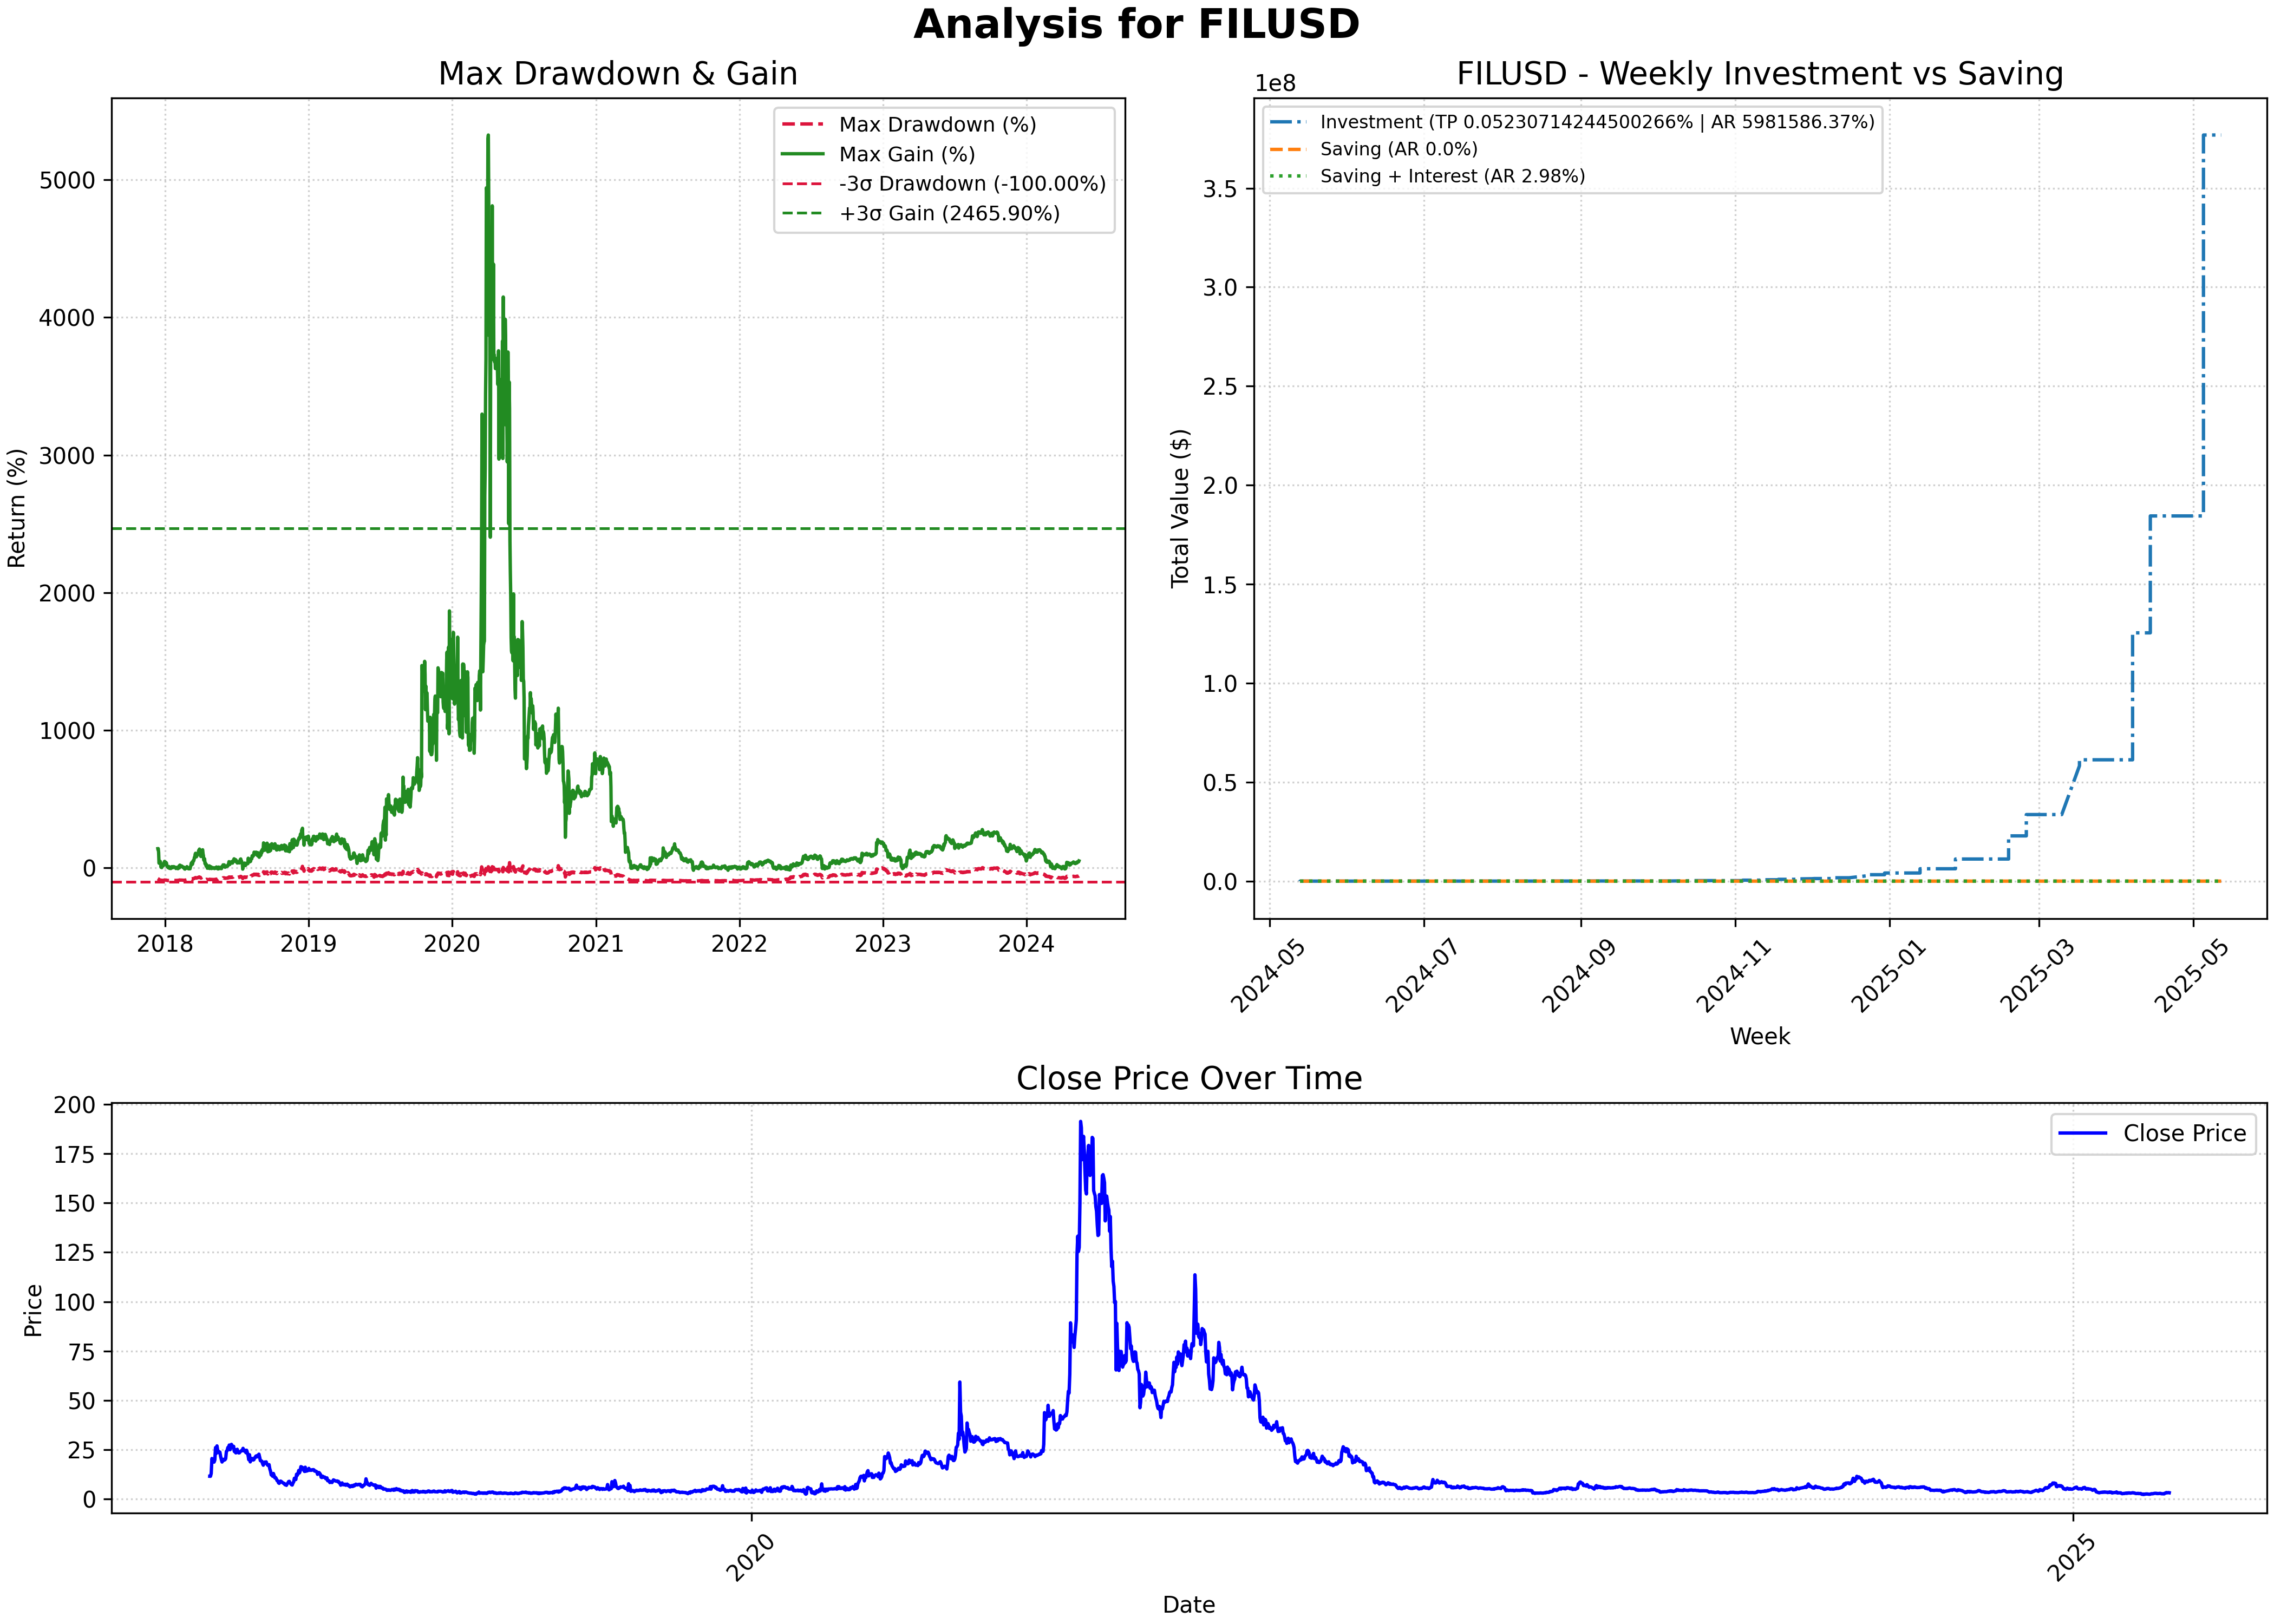 Analysis for FILUSD
Max Drawdown & Gain
Return (%)
5000
4000
3000
2000
1000
0
2018 2019 2020 2021 2022 2023 2024
Max Drawdown (%)
Max Gain (%)
-3σ Drawdown (-100.00%)
+3σ Gain (2465.90%)
FILUSD - Weekly Investment vs Saving
1e8
Total Value ($)
3.5
3.0
2.5
2.0
1.5
1.0
0.5
0.0
2024-05 2024-07 2024-09 2024-11 2025-01 2025-03 2025-05
Week
Investment (TP 0.05230714244500266% | AR 5981586.37%)
Saving (AR 0.0%)
Saving + Interest (AR 2.98%)
Close Price Over Time
Price
200
175
150
125
100
75
50
25
0
2020 2025
Date
Close Price